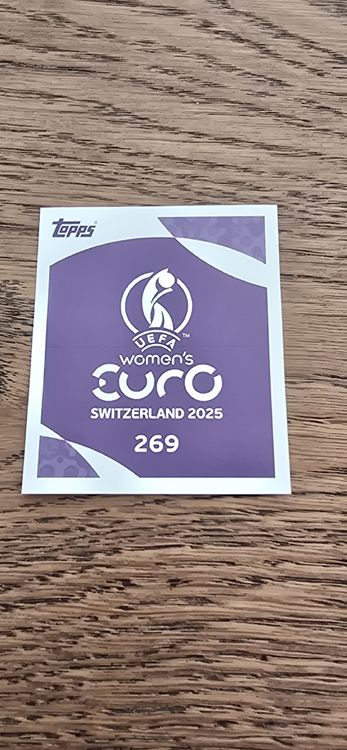 Topps
UEFA
WOMEN'S
EURO
SWITZERLAND 2025
269